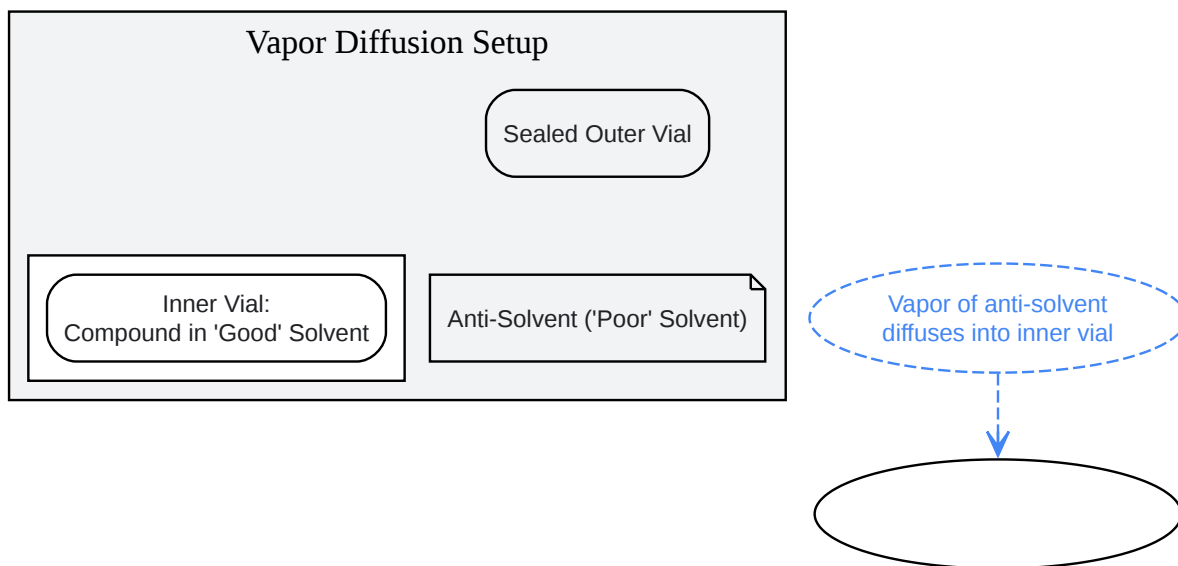 Vapor Diffusion Setup
Sealed Outer Vial
Inner Vial:
Compound in 'Good' Solvent
Anti-Solvent ('Poor' Solvent)
Vapor of anti-solvent
diffuses into inner vial